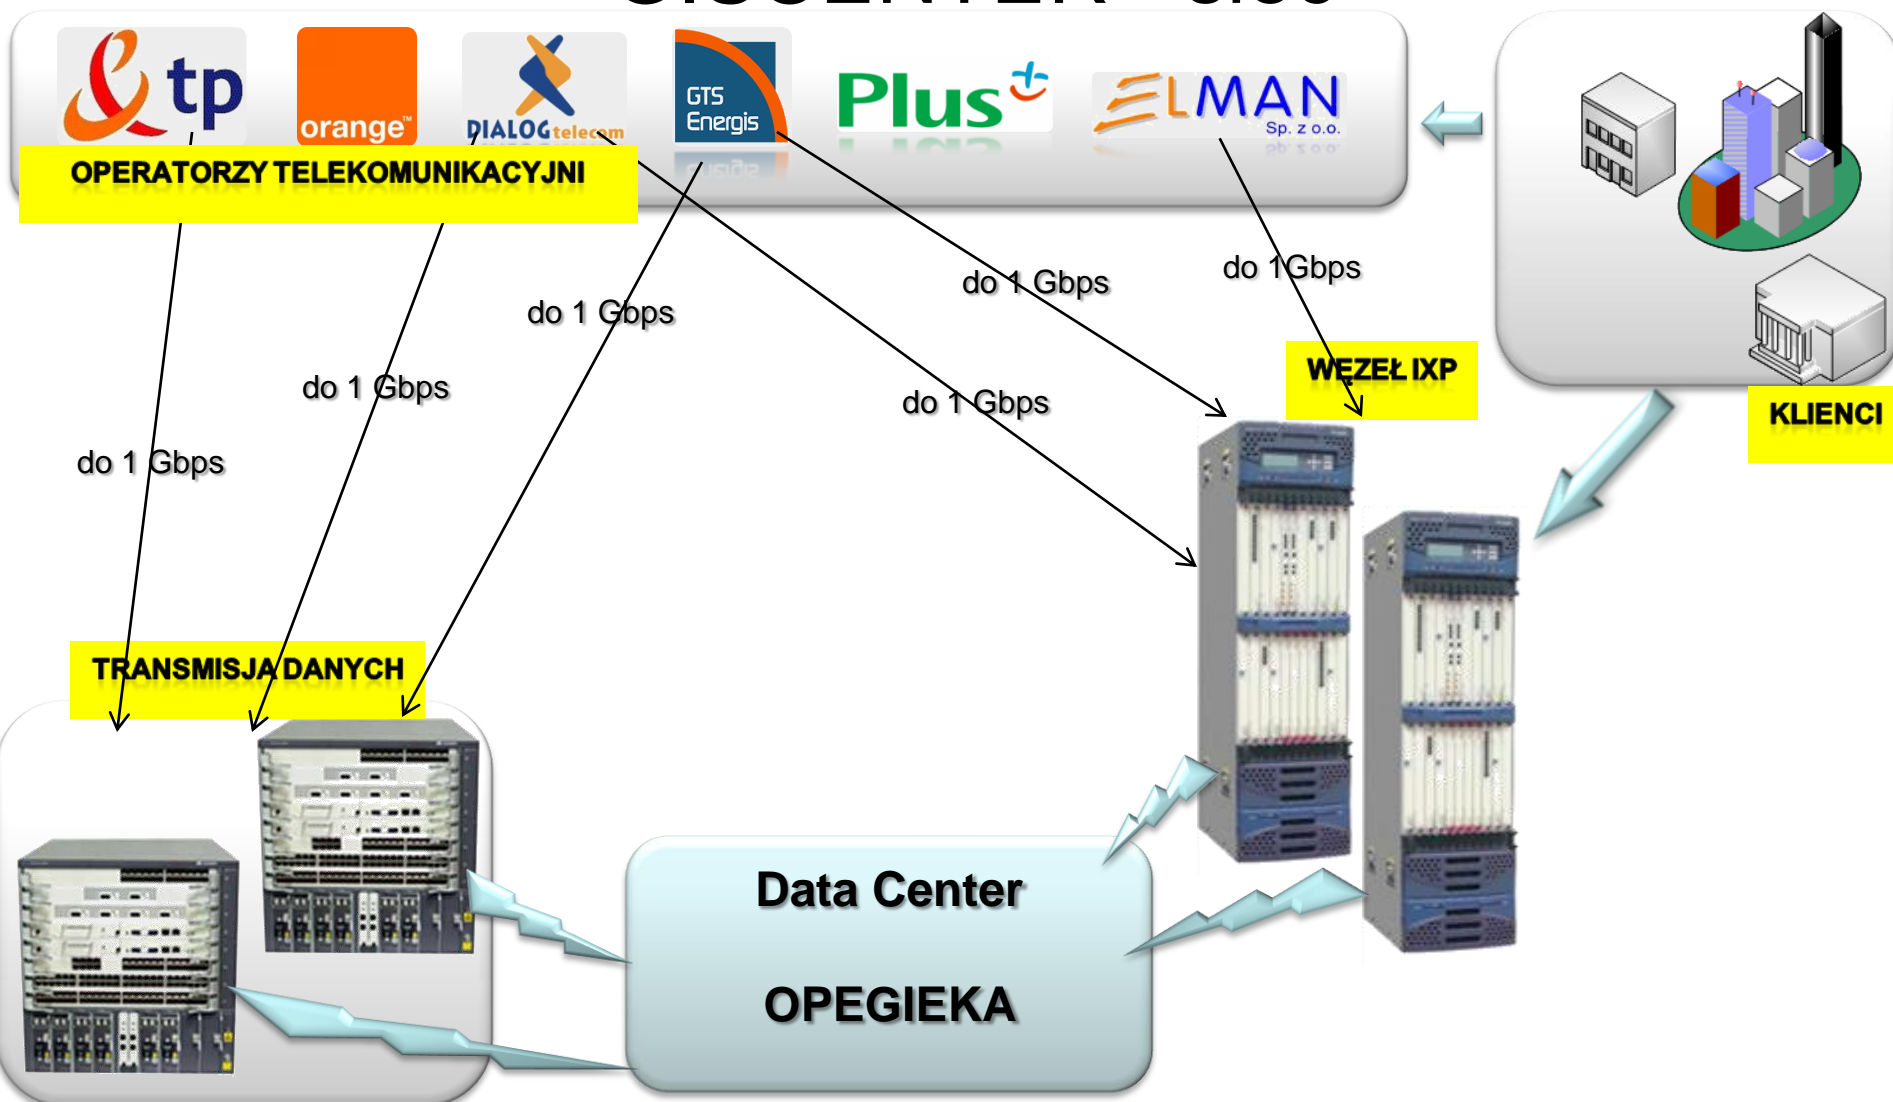 & tp
orange™
DIALOG telecom
GTS
Energis
Plus
ELMAN
Sp. z o.o.
OPERATORZY TELEKOMUNIKACYJNI
do 1 Gbps
do 1Gbps
do 1 Gbps
WĘZEŁ IXP
do 1 Gbps
do 1 Gbps
KLIENCI
do 1 Gbps
TRANSMISJA DANYCH
Data Center
OPEGIEKA